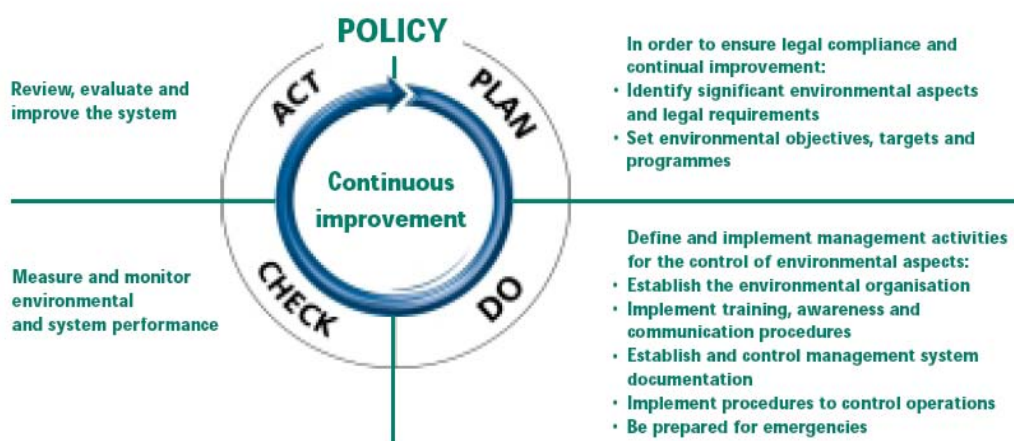 POLICY
ACT
PLAN
CHECK
DO
Continuous
improvement
Review, evaluate and
improve the system
In order to ensure legal compliance and
continual improvement:
• Identify significant environmental aspects
and legal requirements
• Set environmental objectives, targets and
programmes
Measure and monitor
environmental
and system performance
Define and implement management activities
for the control of environmental aspects:
• Establish the environmental organisation
• Implement training, awareness and
communication procedures
• Establish and control management system
documentation
• Implement procedures to control operations
• Be prepared for emergencies